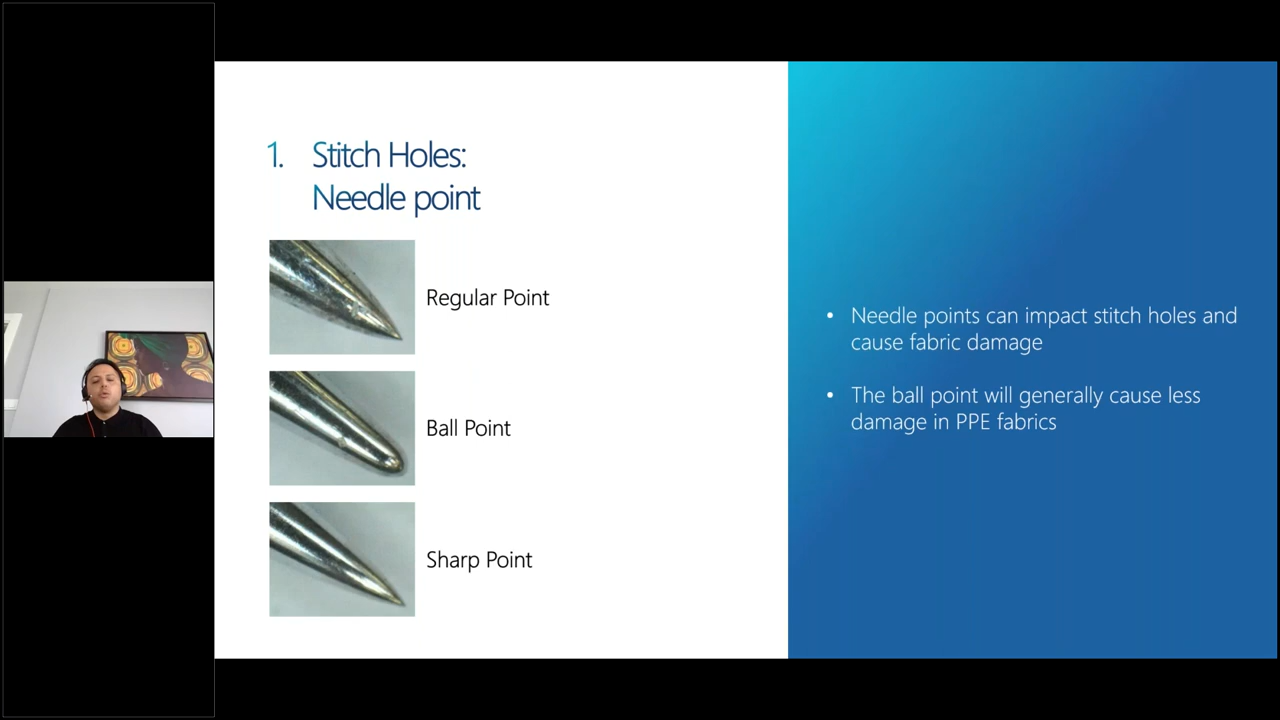 1. Stitch Holes:
Needle point
Regular Point
Ball Point
Sharp Point
• Needle points can impact stitch holes and
cause fabric damage
• The ball point will generally cause less
damage in PPE fabrics